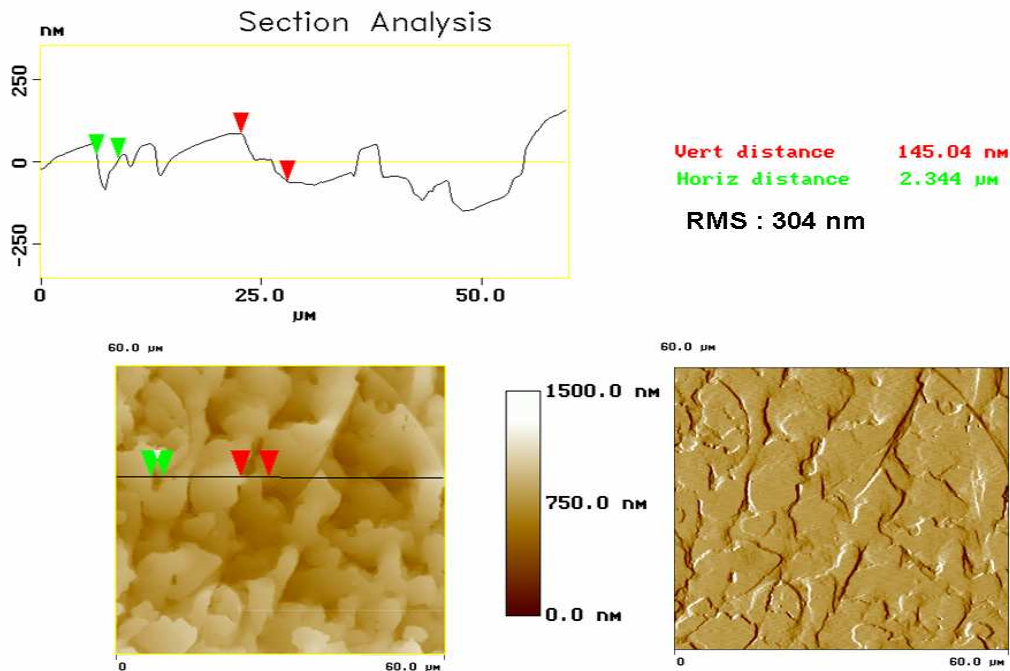 Section Analysis
nM
250
0
-250
0 25.0 50.0
µM
Vert distance 145.04 nM
Horiz distance 2.344 µM
RMS : 304 nm
60.0 µM
0 60.0 µM
1500.0 nM
750.0 nM
0.0 nM
60.0 µM
0 60.0 µM